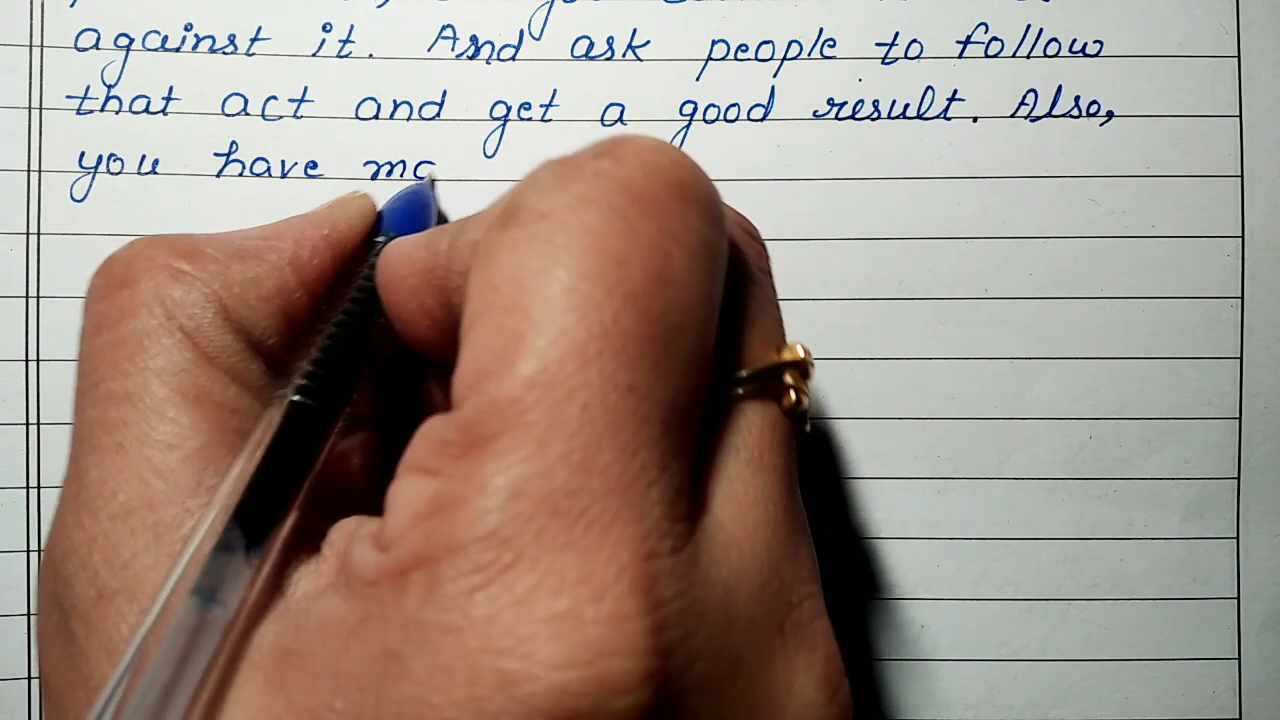 against it. And ask people to follow
that act and get a good result. Also,
you have